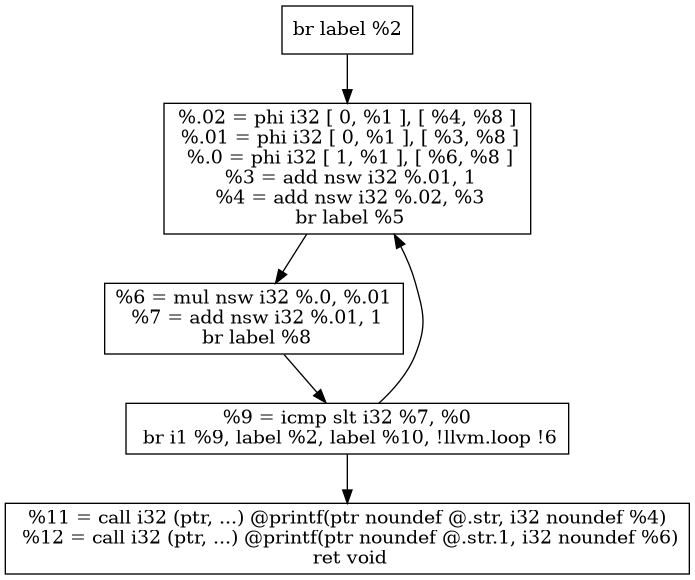 br label %2
%.02 = phi i32 [ 0, %1 ], [ %4, %8 ]
%.01 = phi i32 [ 0, %1 ], [ %3, %8 ]
%.0 = phi i32 [ 1, %1 ], [ %6, %8 ]
%3 = add nsw i32 %.01, 1
%4 = add nsw i32 %.02, %3
br label %5
%6 = mul nsw i32 %.0, %.01
%7 = add nsw i32 %.01, 1
br label %8
%9 = icmp slt i32 %7, %0
br i1 %9, label %2, label %10, !llvm.loop !6
%11 = call i32 (ptr, ...) @printf(ptr noundef @.str, i32 noundef %4)
%12 = call i32 (ptr, ...) @printf(ptr noundef @.str.1, i32 noundef %6)
ret void